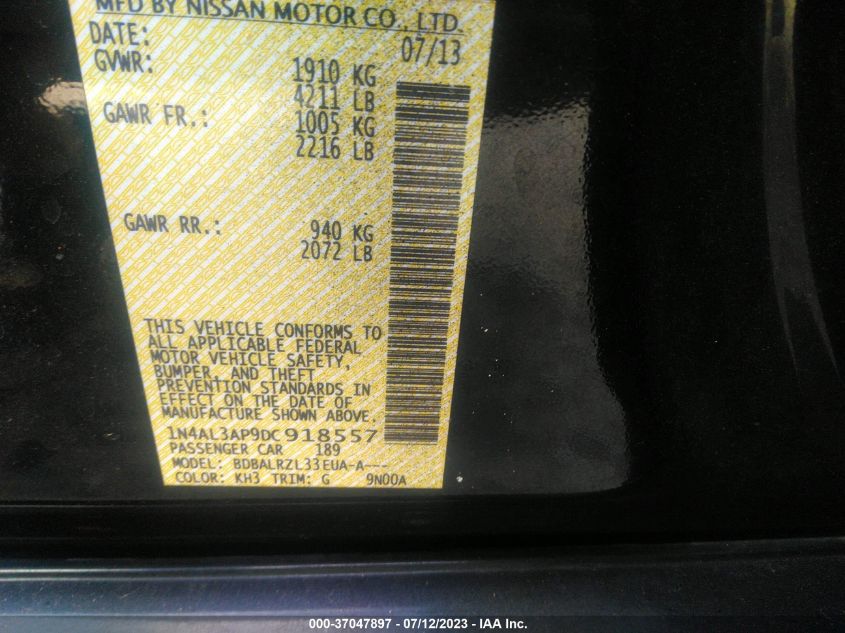 MFD BY NISSAN MOTOR CO., LTD.
DATE: 07/13
GVWR: 1910 KG
4211 LB
GAWR FR.: 1005 KG
2216 LB
GAWR RR.: 940 KG
2072 LB
THIS VEHICLE CONFORMS TO
ALL APPLICABLE FEDERAL
MOTOR VEHICLE SAFETY,
BUMPER, AND THEFT
PREVENTION STANDARDS IN
EFFECT ON THE DATE OF
MANUFACTURE SHOWN ABOVE.
1N4AL3AP9DC918557
PASSENGER CAR 189
MODEL: BDBALRZL33EUA-A---
COLOR: KH3 TRIM: G 9N00A
000-37047897 - 07/12/2023 - IAA Inc.